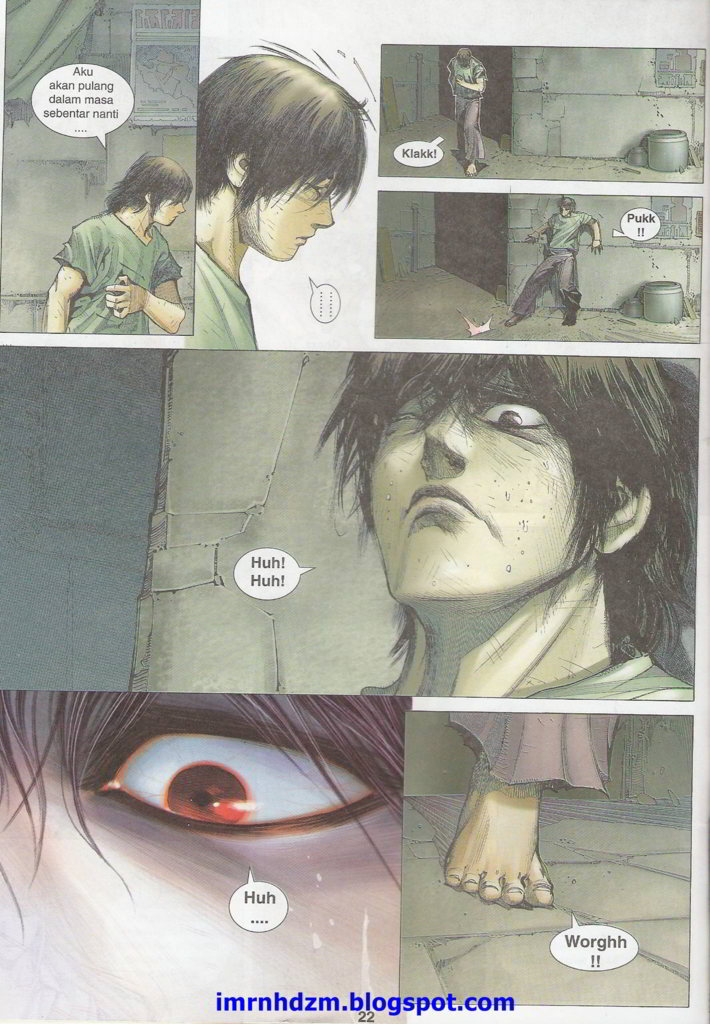 Aku
akan pulang
dalam masa
sebentar nanti
....
Klakk!
Pukk
!!
Huh!
Huh!
Huh
....
Worghh
!!
imrnhdzm.blogspot.com
22